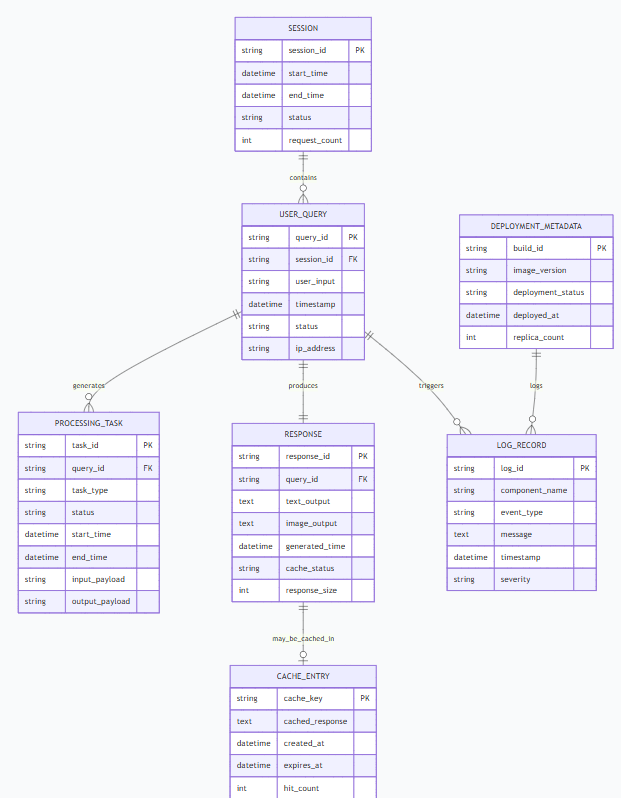 SESSION
string session_id PK
datetime start_time
datetime end_time
string status
int request_count
contains
USER_QUERY
string query_id PK
string session_id FK
string user_input
datetime timestamp
string status
string ip_address
DEPLOYMENT_METADATA
string build_id PK
string image_version
string deployment_status
datetime deployed_at
int replica_count
generates
produces
triggers
logs
PROCESSING_TASK
string task_id PK
string query_id FK
string task_type
string status
datetime start_time
datetime end_time
string input_payload
string output_payload
RESPONSE
string response_id PK
string query_id FK
text text_output
text image_output
datetime generated_time
string cache_status
int response_size
LOG_RECORD
string log_id PK
string component_name
string event_type
text message
datetime timestamp
string severity
may_be_cached_in
CACHE_ENTRY
string cache_key PK
text cached_response
datetime created_at
datetime expires_at
int hit_count